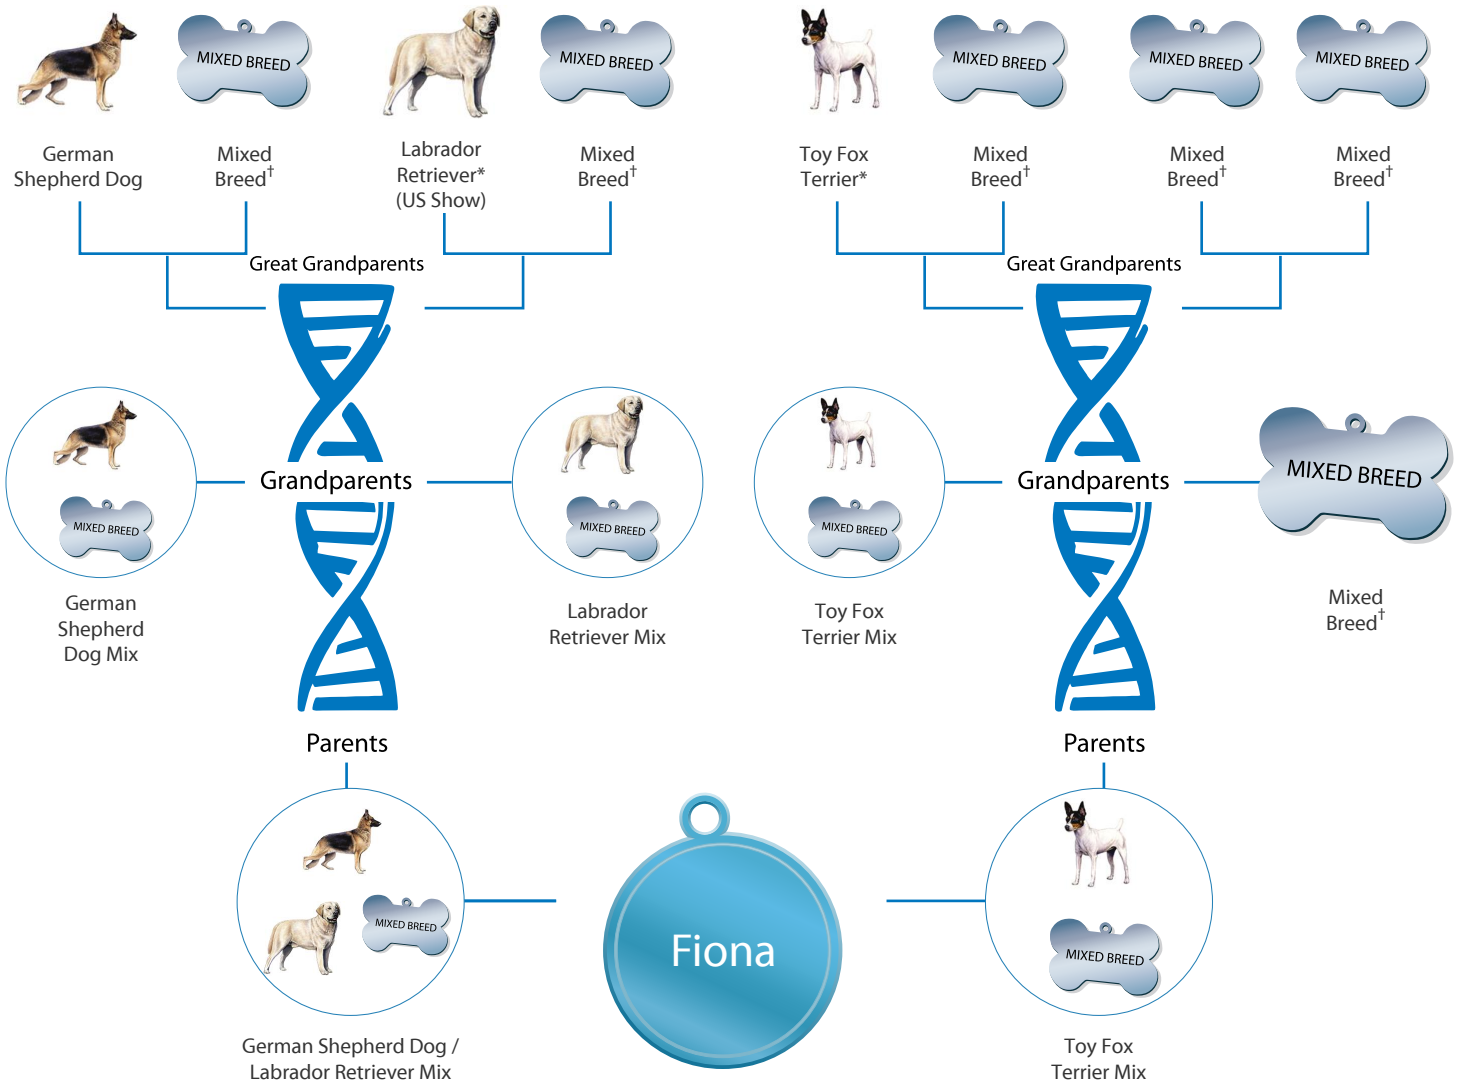 MIXED BREED
MIXED BREED
MIXED BREED
MIXED BREED
MIXED BREED
German
Shepherd Dog
Mixed
Breed†
Labrador
Retriever*
(US Show)
Mixed
Breed†
Toy Fox
Terrier*
Mixed
Breed†
Mixed
Breed†
Mixed
Breed†
Great Grandparents
Great Grandparents
MIXED BREED
MIXED BREED
MIXED BREED
MIXED BREED
Grandparents
Grandparents
German
Shepherd
Dog Mix
Labrador
Retriever Mix
Toy Fox
Terrier Mix
Mixed
Breed†
Parents
Parents
MIXED BREED
MIXED BREED
Fiona
German Shepherd Dog /
Labrador Retriever Mix
Toy Fox
Terrier Mix